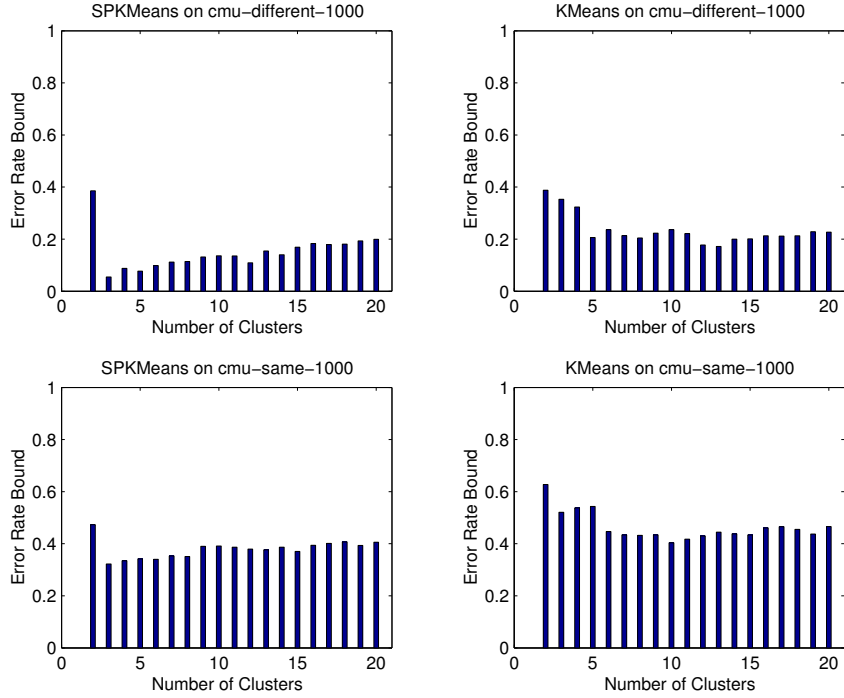 SPKMeans on cmu−different−1000
1
0.8
0.6
0.4
0.2
0
Error Rate Bound
0 5 10 15 20
Number of Clusters
KMeans on cmu−different−1000
1
0.8
0.6
0.4
0.2
0
Error Rate Bound
0 5 10 15 20
Number of Clusters
SPKMeans on cmu−same−1000
1
0.8
0.6
0.4
0.2
0
Error Rate Bound
0 5 10 15 20
Number of Clusters
KMeans on cmu−same−1000
1
0.8
0.6
0.4
0.2
0
Error Rate Bound
0 5 10 15 20
Number of Clusters